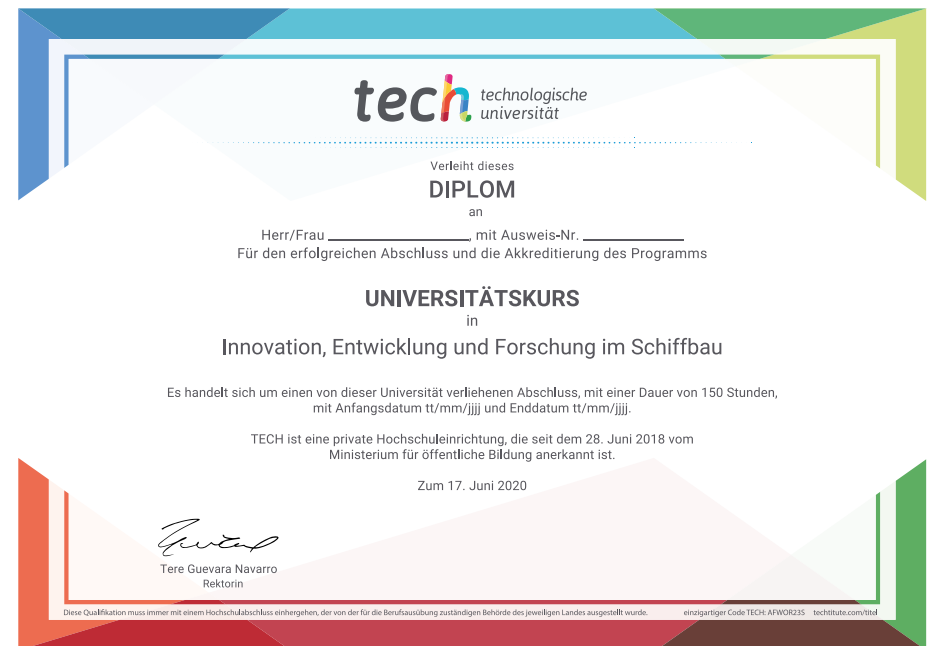 tech technologische
universität
Verleiht dieses
DIPLOM
an
Herr/Frau ____________, mit Ausweis-Nr. ____________
Für den erfolgreichen Abschluss und die Akkreditierung des Programms
UNIVERSITÄTSKURS
in
Innovation, Entwicklung und Forschung im Schiffbau
Es handelt sich um einen von dieser Universität verliehenen Abschluss, mit einer Dauer von 150 Stunden,
mit Anfangsdatum tt/mm/jjjj und Enddatum tt/mm/jjjj.
TECH ist eine private Hochschuleinrichtung, die seit dem 28. Juni 2018 vom
Ministerium für öffentliche Bildung anerkannt ist.
Zum 17. Juni 2020
Tere Guevara Navarro
Rektorin
Diese Qualifikation muss immer mit einem Hochschulabschluss einhergehen, der von der für die Berufsausübung zuständigen Behörde des jeweiligen Landes ausgestellt wurde. einzigartiger Code TECH: AFWOR23S techtitute.com/titel